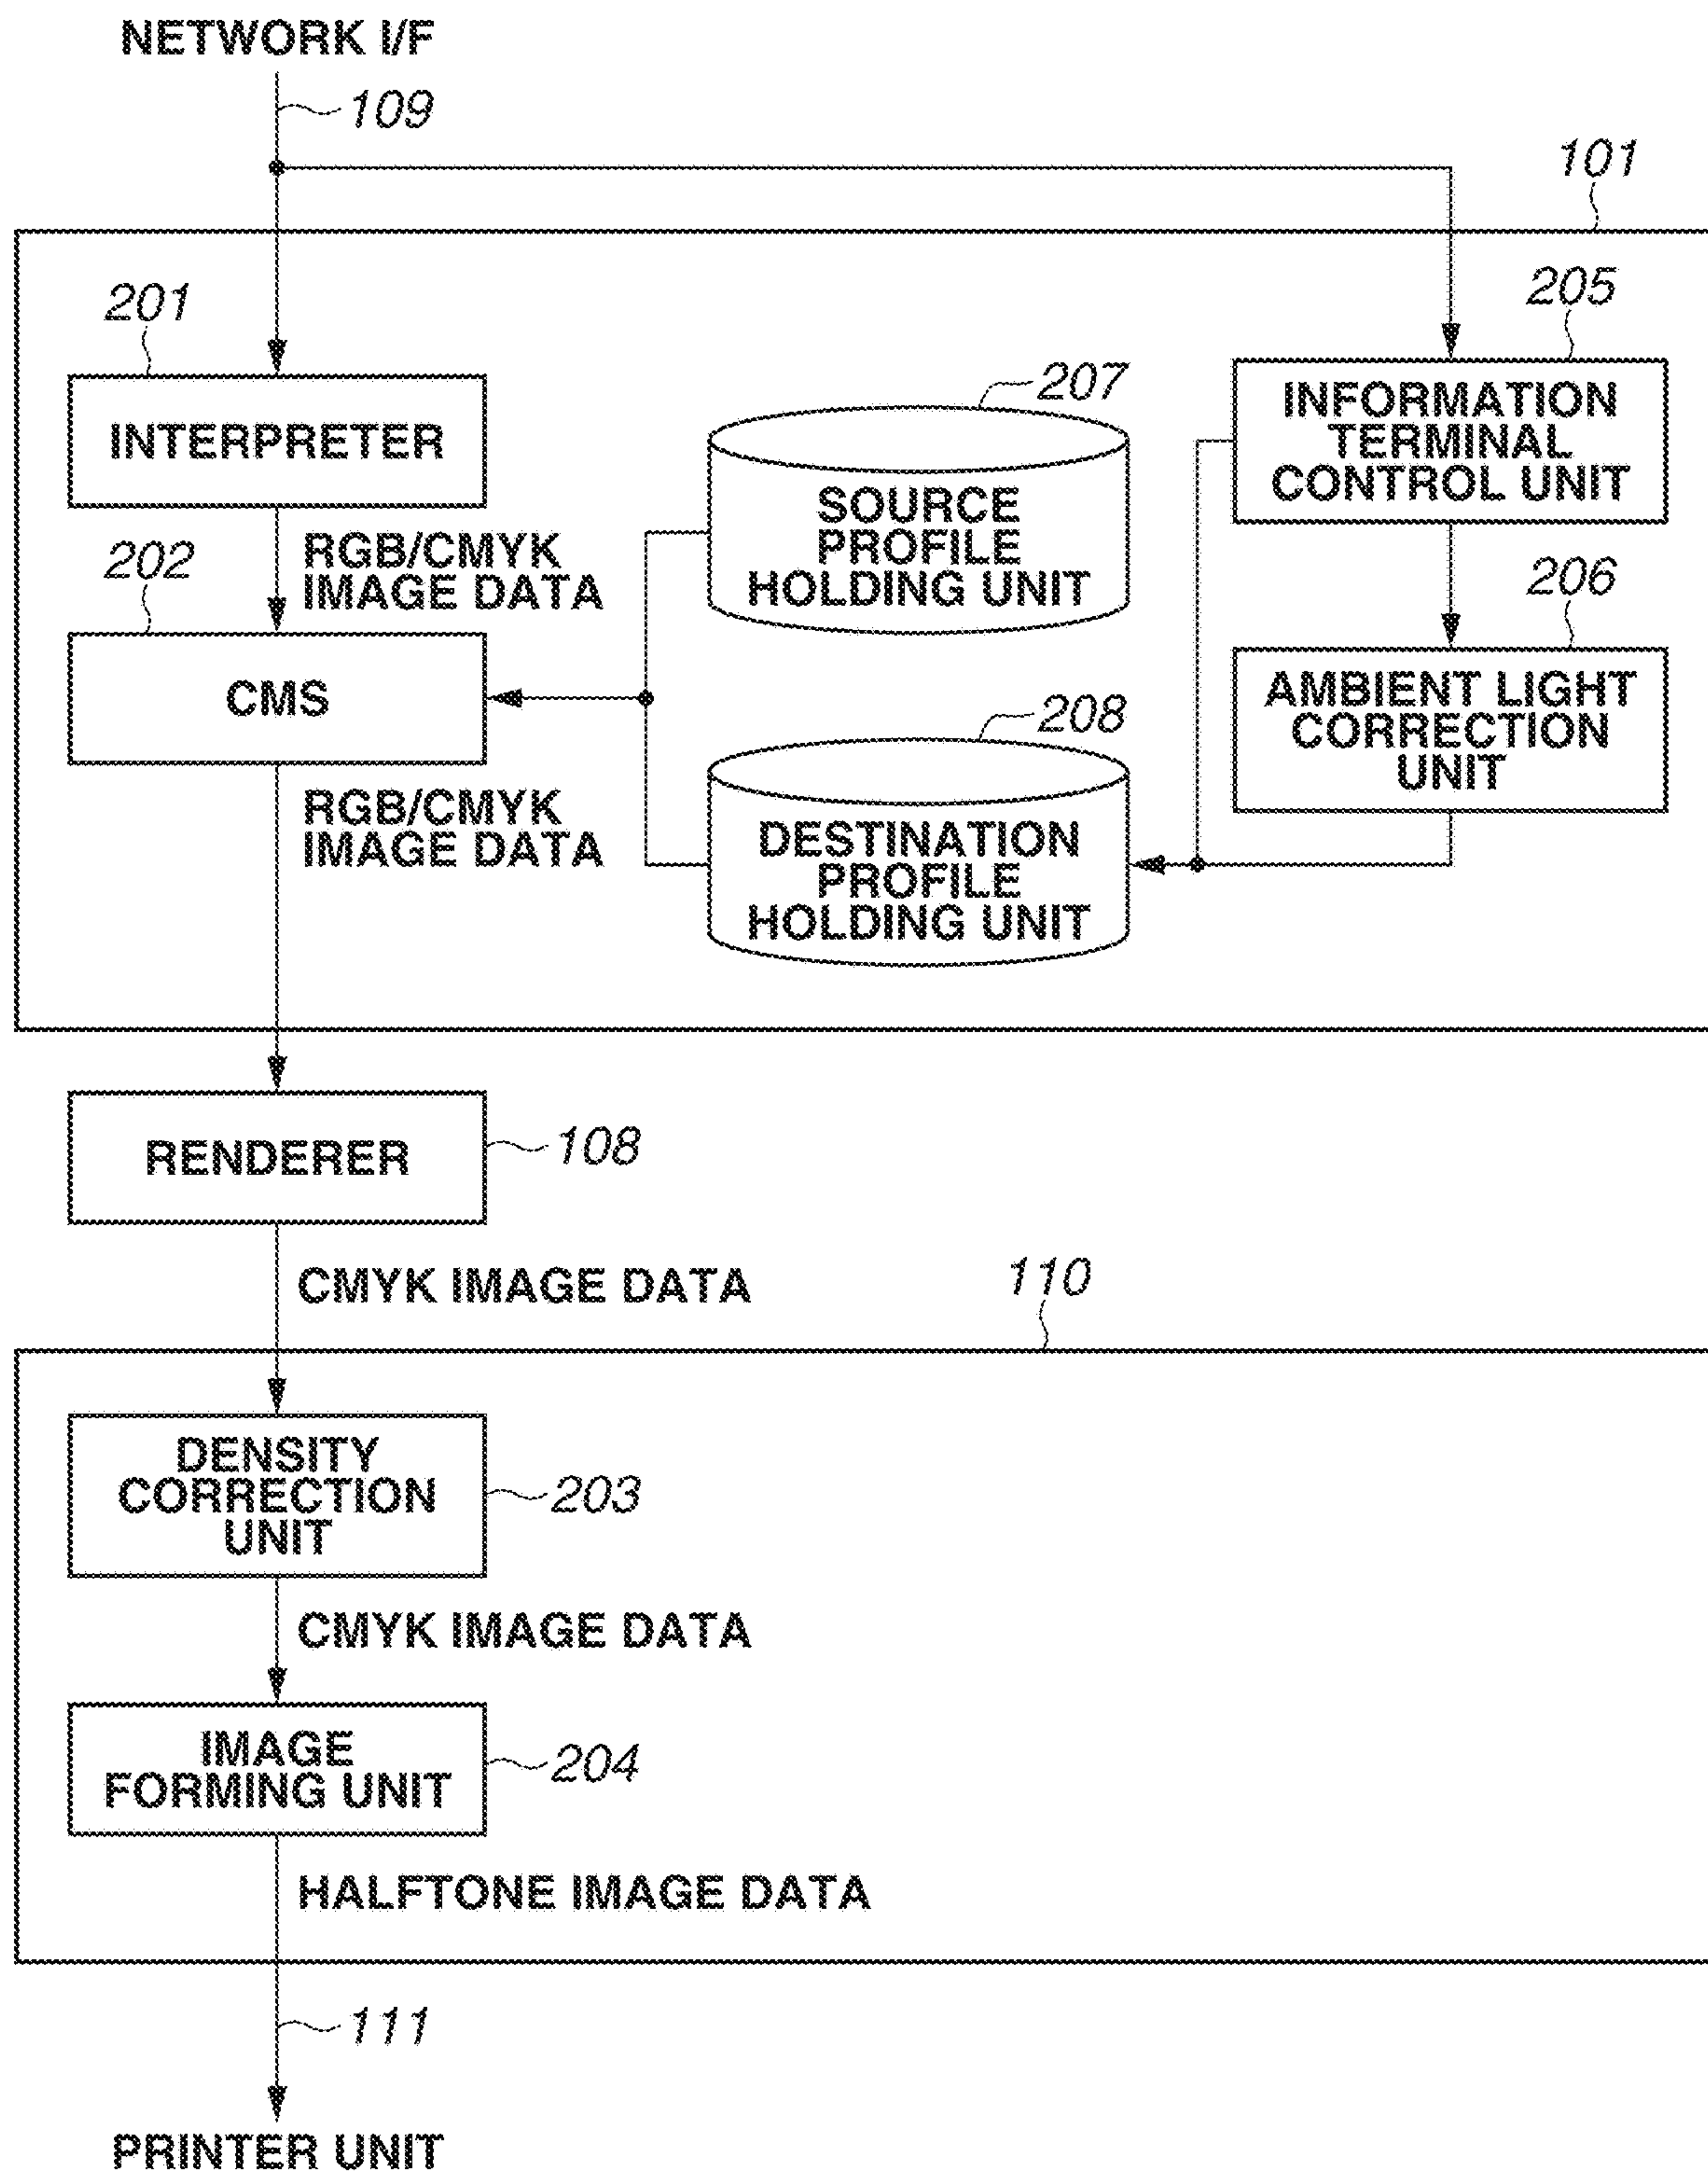 NETWORK I/F
109
101
201
205
207
INTERPRETER
INFORMATION
TERMINAL
CONTROL UNIT
SOURCE
PROFILE
HOLDING UNIT
202
RGB/CMYK
IMAGE DATA
206
CMS
208
AMBIENT LIGHT
CORRECTION
UNIT
RGB/CMYK
IMAGE DATA
DESTINATION
PROFILE
HOLDING UNIT
RENDERER
108
CMYK IMAGE DATA
110
DENSITY
CORRECTION
UNIT
203
CMYK IMAGE DATA
IMAGE
FORMING UNIT
204
HALFTONE IMAGE DATA
111
PRINTER UNIT